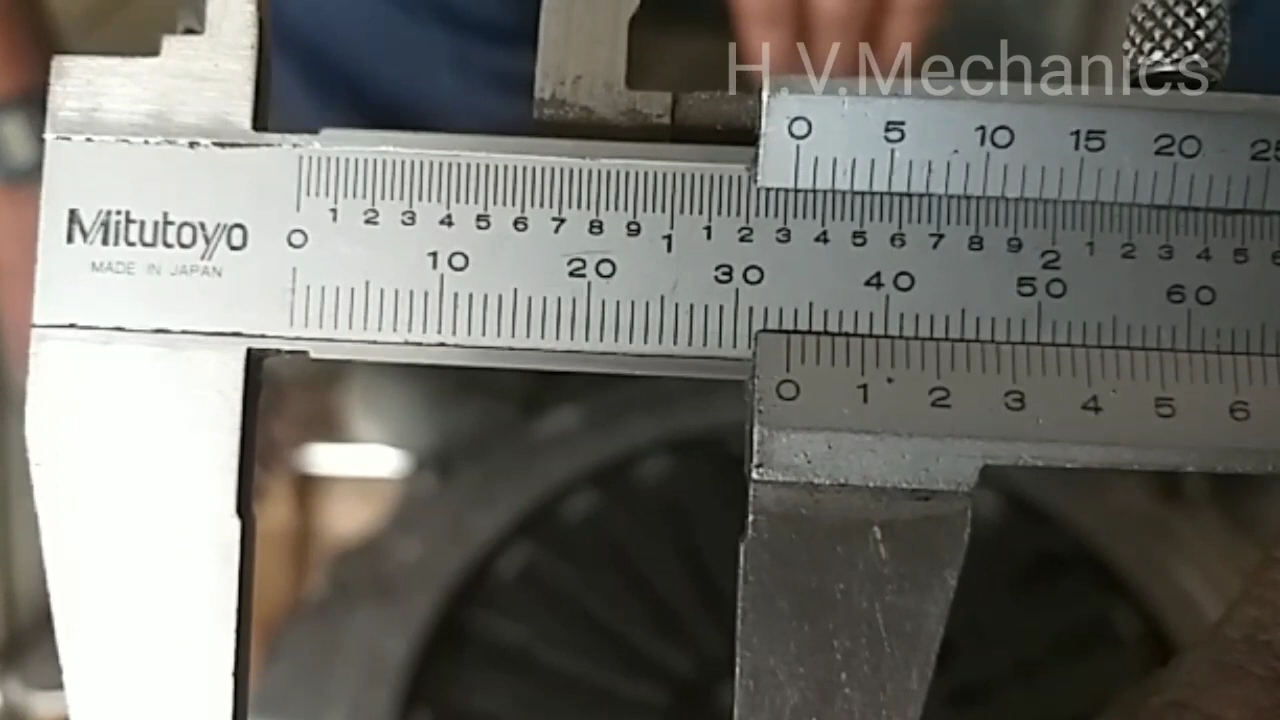 H.V.Mechanics
0 5 10 15 20 25
Mitutoyo
MADE IN JAPAN
0 1 2 3 4 5 6 7 8 9 1 1 2 3 4 5 6 7 8 9 2 1 2 3 4 5 6
10 20 30 40 50 60
0 1 2 3 4 5 6